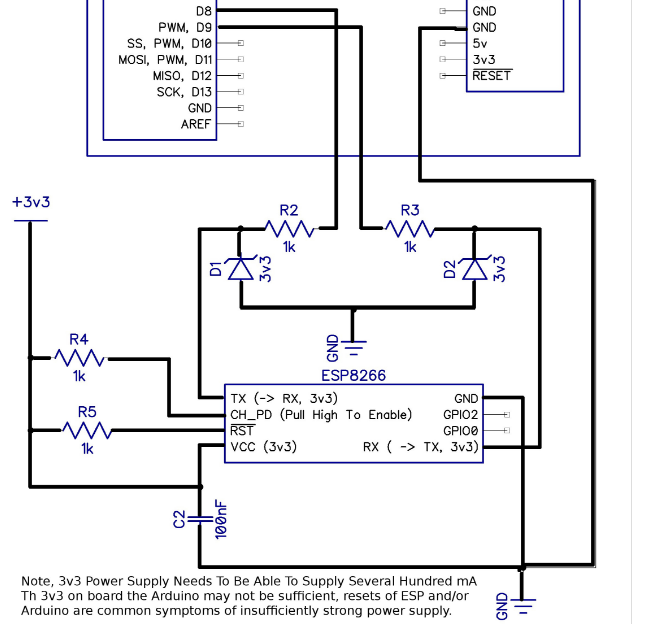 D8
PWM, D9
SS, PWM, D10
MOSI, PWM, D11
MISO, D12
SCK, D13
GND
AREF
GND
GND
5v
3v3
RESET
+3v3
R2
1k
R3
1k
D1
3v3
D2
3v3
GND
R4
1k
R5
1k
ESP8266
TX (-> RX, 3v3)
CH_PD (Pull High To Enable)
RST
VCC (3v3)
GND
GPIO2
GPIO0
RX ( -> TX, 3v3)
C2
100nF
GND
Note, 3v3 Power Supply Needs To Be Able To Supply Several Hundred mA
Th 3v3 on board the Arduino may not be sufficient, resets of ESP and/or
Arduino are common symptoms of insufficiently strong power supply.